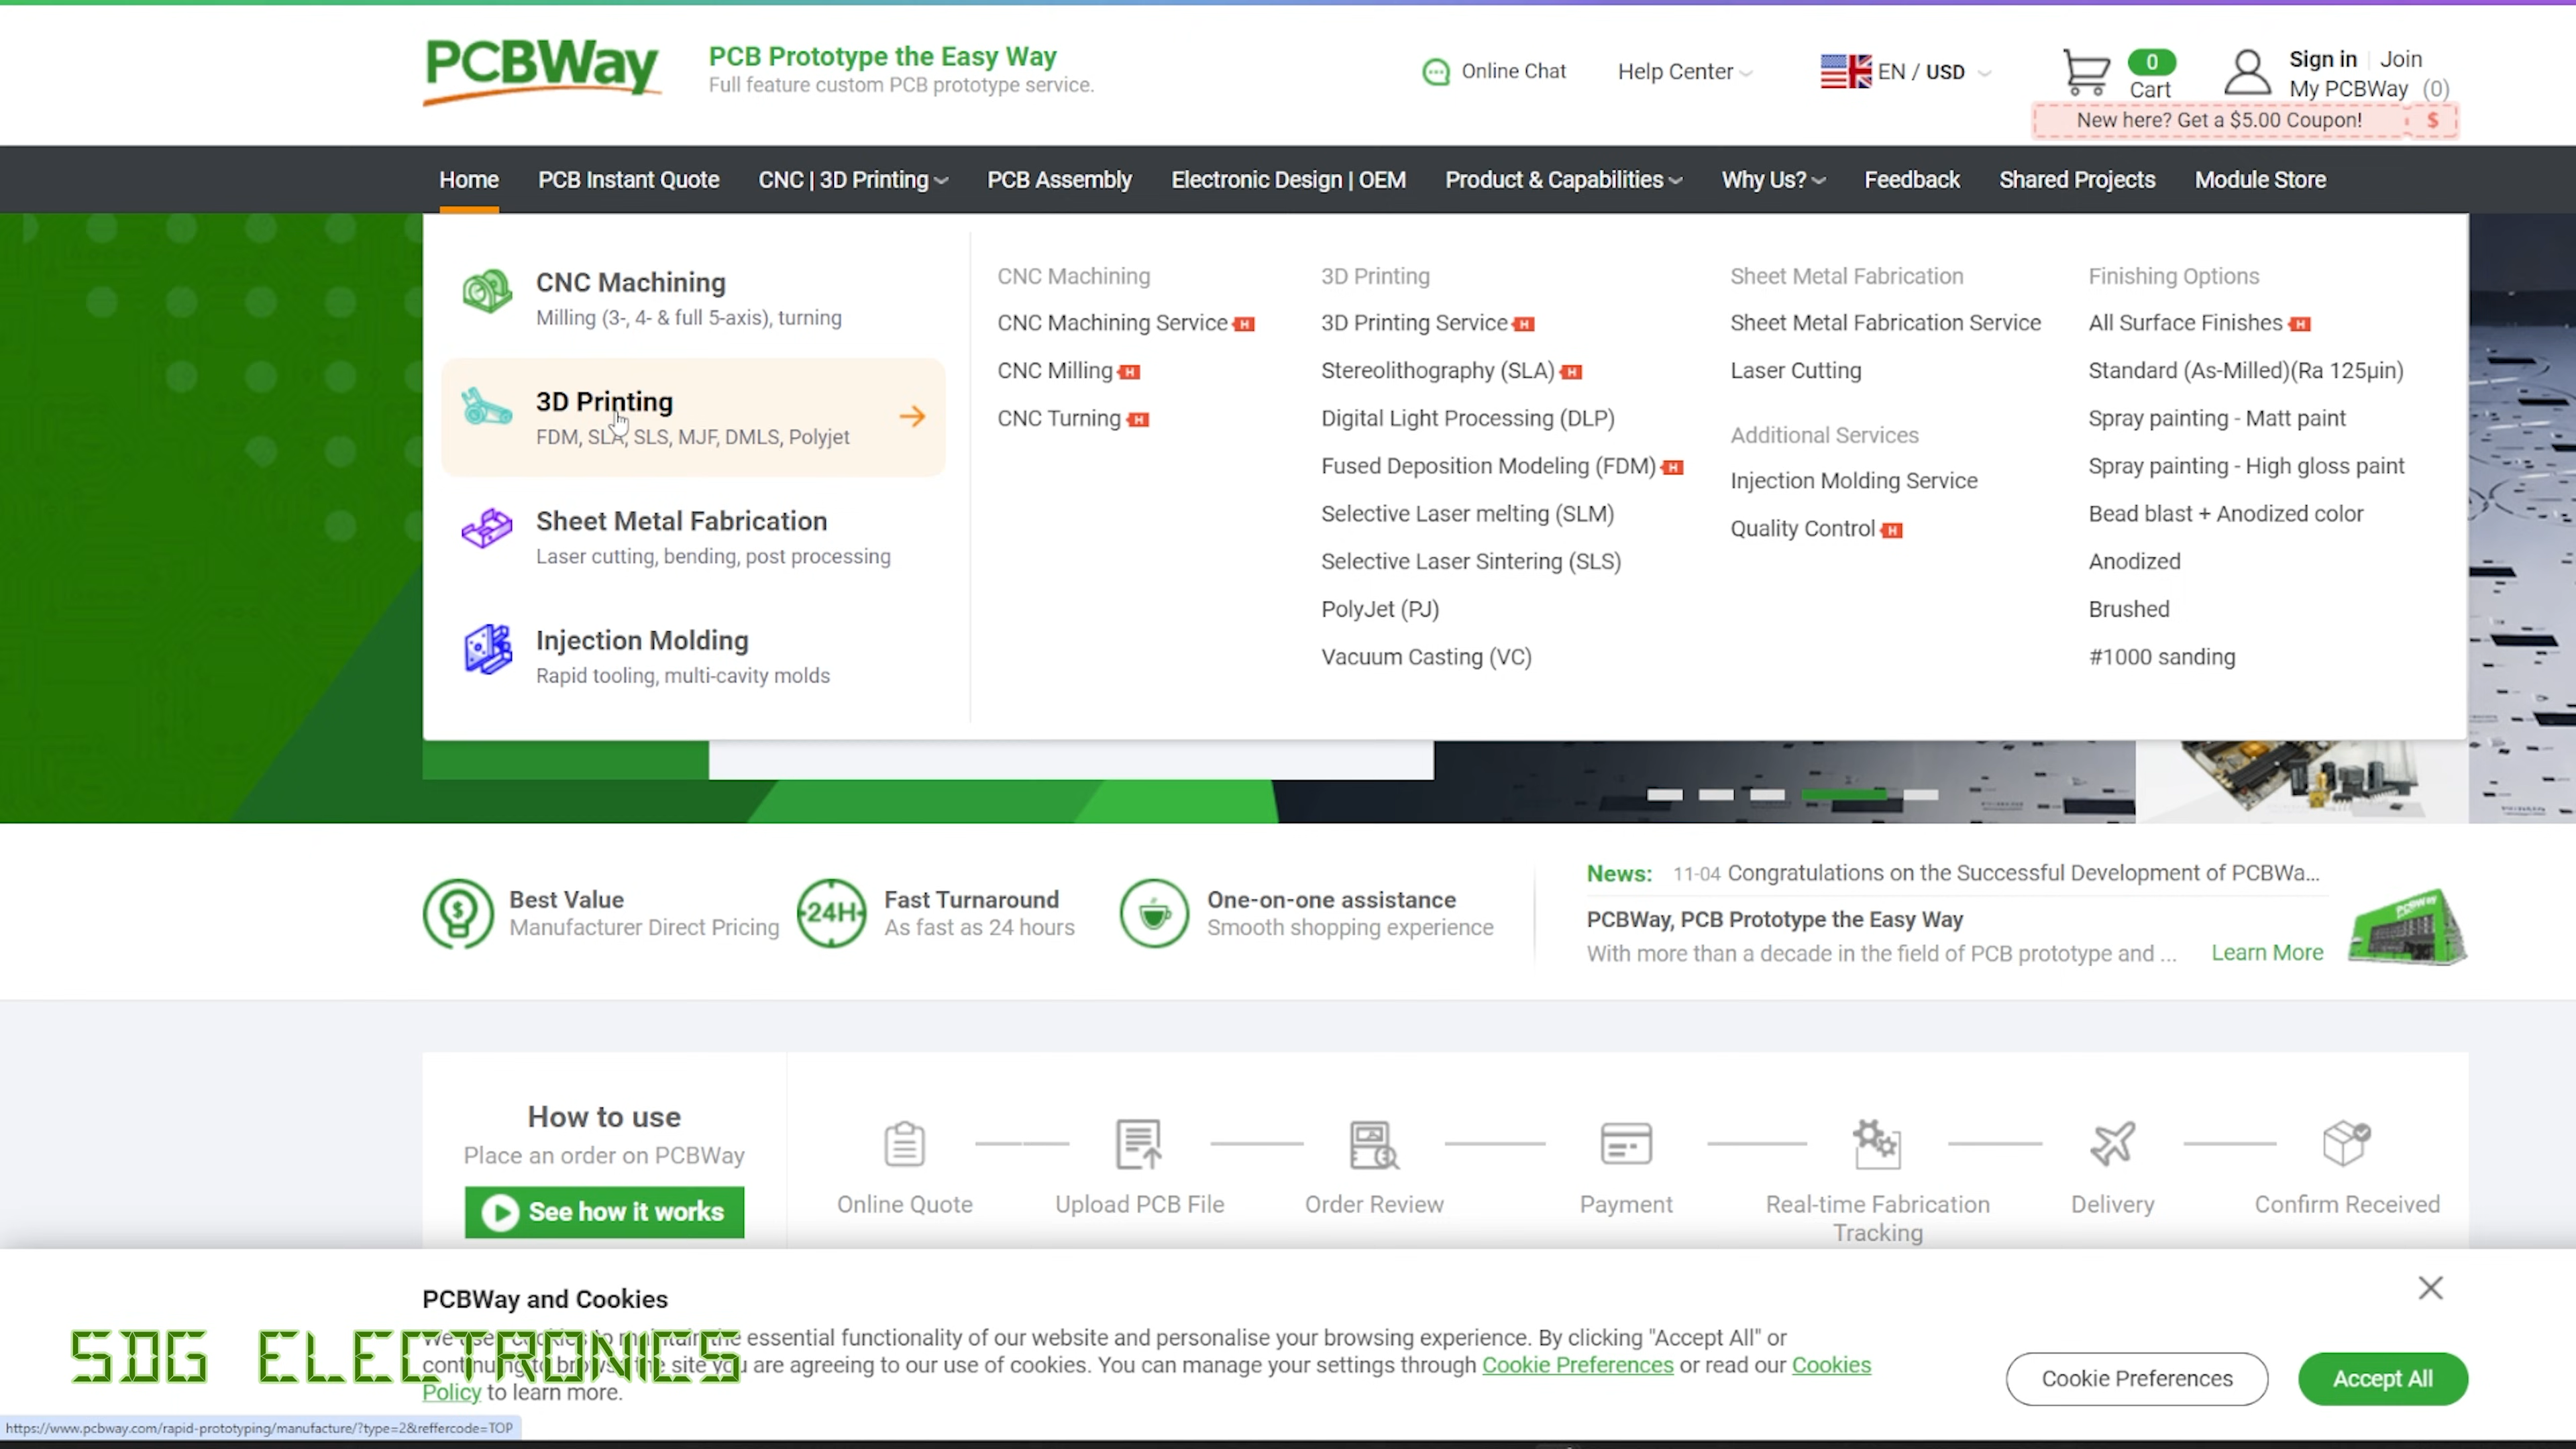 PCBWay
PCB Prototype the Easy Way
Full feature custom PCB prototype service.
Online Chat
Help Center
EN / USD
0
Cart
Sign in | Join
My PCBWay (0)
New here? Get a $5.00 Coupon! $
Home
PCB Instant Quote
CNC | 3D Printing
PCB Assembly
Electronic Design | OEM
Product & Capabilities
Why Us?
Feedback
Shared Projects
Module Store
CNC Machining
Milling (3-, 4- & full 5-axis), turning
3D Printing
FDM, SLA, SLS, MJF, DMLS, Polyjet
Sheet Metal Fabrication
Laser cutting, bending, post processing
Injection Molding
Rapid tooling, multi-cavity molds
CNC Machining
CNC Machining Service H
CNC Milling H
CNC Turning H
3D Printing
3D Printing Service H
Stereolithography (SLA) H
Digital Light Processing (DLP)
Fused Deposition Modeling (FDM) H
Selective Laser melting (SLM)
Selective Laser Sintering (SLS)
PolyJet (PJ)
Vacuum Casting (VC)
Sheet Metal Fabrication
Sheet Metal Fabrication Service
Laser Cutting
Additional Services
Injection Molding Service
Quality Control H
Finishing Options
All Surface Finishes H
Standard (As-Milled)(Ra 125µin)
Spray painting - Matt paint
Spray painting - High gloss paint
Bead blast + Anodized color
Anodized
Brushed
#1000 sanding
Best Value
Manufacturer Direct Pricing
24H
Fast Turnaround
As fast as 24 hours
One-on-one assistance
Smooth shopping experience
News: 11-04 Congratulations on the Successful Development of PCBWa...
PCBWay, PCB Prototype the Easy Way
With more than a decade in the field of PCB prototype and ... Learn More
PCBWay
How to use
Place an order on PCBWay
See how it works
Online Quote
Upload PCB File
Order Review
Payment
Real-time Fabrication
Tracking
Delivery
Confirm Received
PCBWay and Cookies
We use cookies to maintain the essential functionality of our website and personalise your browsing experience. By clicking "Accept All" or
continuing to browse the site you are agreeing to our use of cookies. You can manage your settings through Cookie Preferences or read our Cookies
Policy to learn more.
Cookie Preferences
Accept All
SDG ELECTRONICS
https://www.pcbway.com/rapid-prototyping/manufacture/?type=2&reffercode=TOP